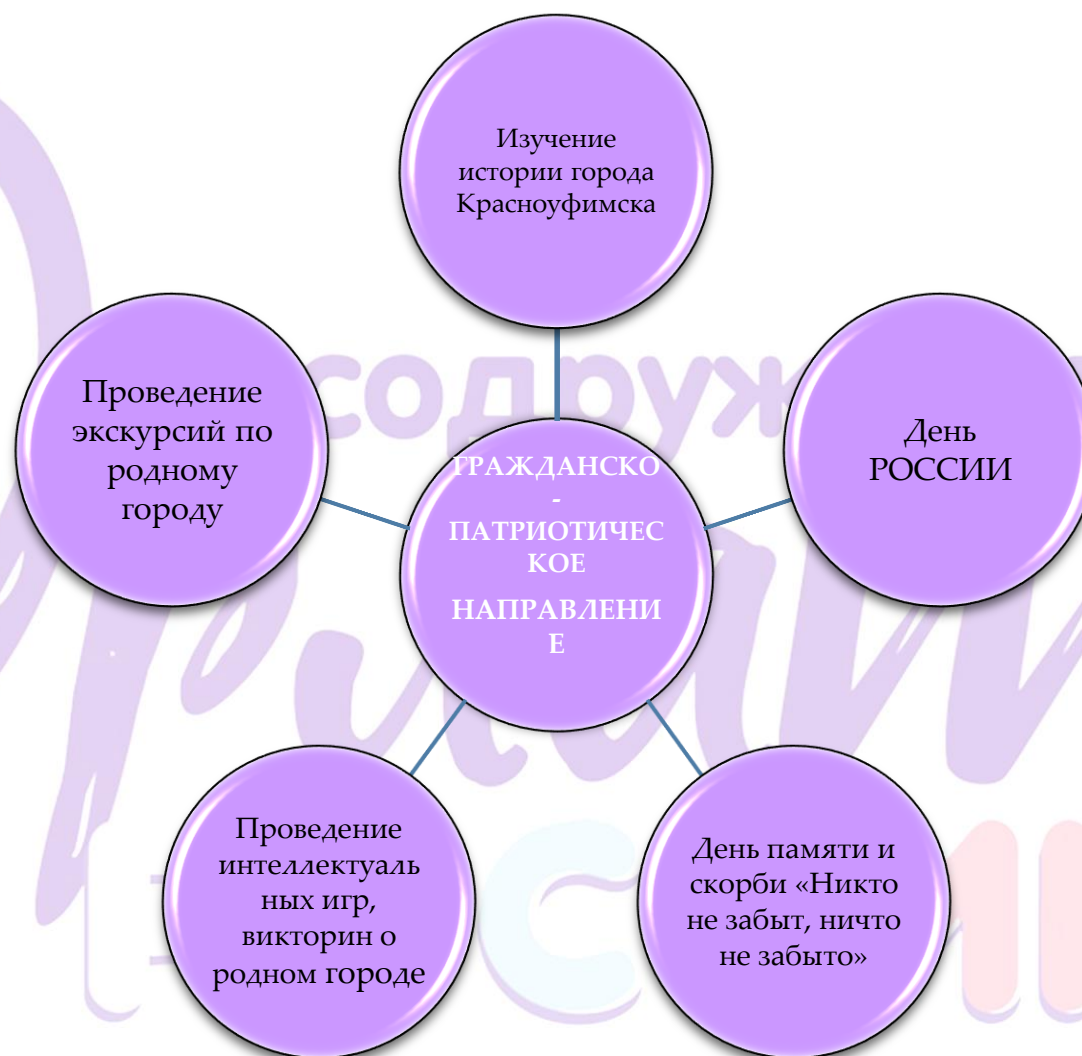 Изучение
истории города
Красноуфимска
Проведение
экскурсий по
родному
городу
День
РОССИИ
ГРАЖДАНСКО
-
ПАТРИОТИЧЕС
КОЕ
НАПРАВЛЕНИ
Е
Проведение
интеллектуаль
ных игр,
викторин о
родном городе
День памяти и
скорби «Никто
не забыт, ничто
не забыто»
содруж